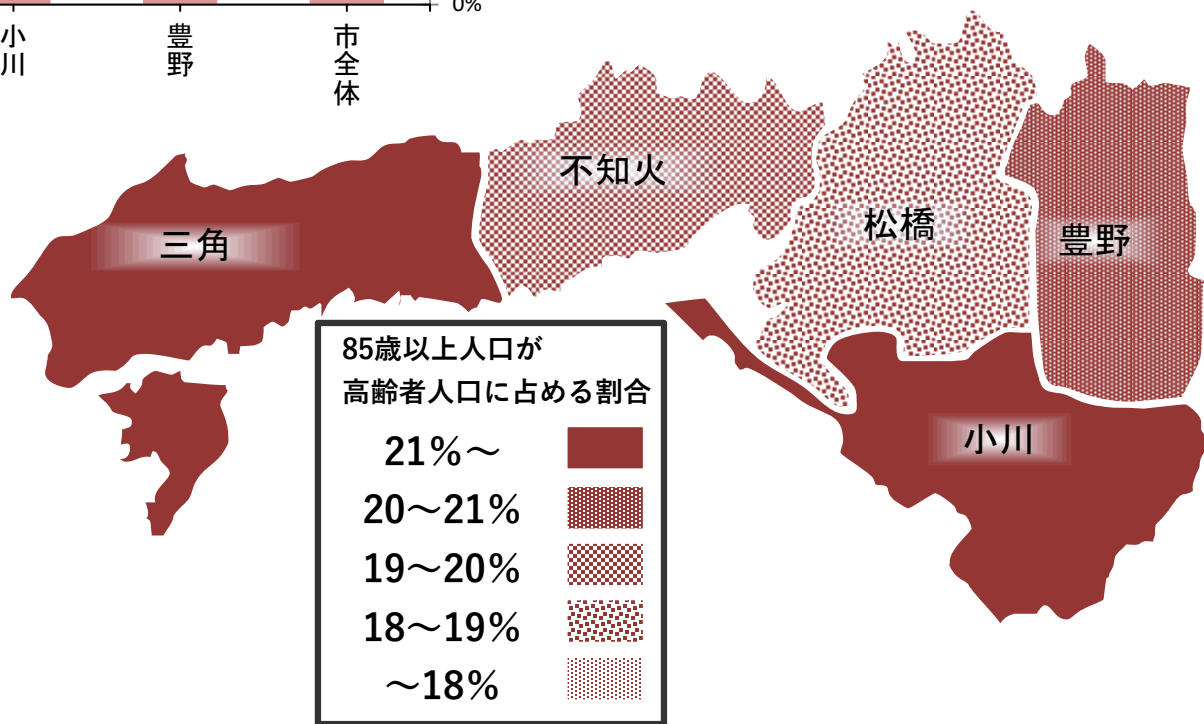 0%
小川
豊野
市全体
不知火
三角
松橋
豊野
小川
85歳以上人口が
高齢者人口に占める割合
21%～
20～21%
19～20%
18～19%
～18%